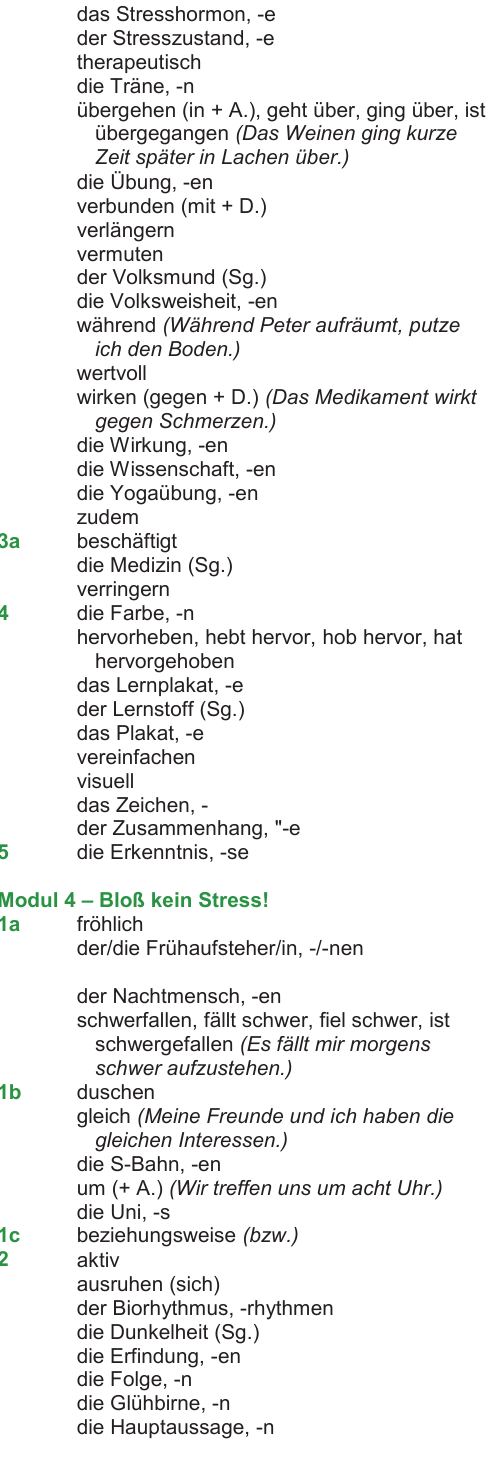 das Stresshormon, -e
der Stresszustand, -e
therapeutisch
die Träne, -n
übergehen (in + A.), geht über, ging über, ist
übergegangen (Das Weinen ging kurze
Zeit später in Lachen über.)
die Übung, -en
verbunden (mit + D.)
verlängern
vermuten
der Volksmund (Sg.)
die Volksweisheit, -en
während (Während Peter aufräumt, putze
ich den Boden.)
wertvoll
wirken (gegen + D.) (Das Medikament wirkt
gegen Schmerzen.)
die Wirkung, -en
die Wissenschaft, -en
die Yogaübung, -en
zudem
3a beschäftigt
die Medizin (Sg.)
verringern
4 die Farbe, -n
hervorheben, hebt hervor, hob hervor, hat
hervorgehoben
das Lernplakat, -e
der Lernstoff (Sg.)
das Plakat, -e
vereinfachen
visuell
das Zeichen, -
der Zusammenhang, "-e
5 die Erkenntnis, -se
Modul 4 – Bloß kein Stress!
1a fröhlich
der/die Frühaufsteher/in, -/-nen
der Nachtmensch, -en
schwerfallen, fällt schwer, fiel schwer, ist
schwergefallen (Es fällt mir morgens
schwer aufzustehen.)
1b duschen
gleich (Meine Freunde und ich haben die
gleichen Interessen.)
die S-Bahn, -en
um (+ A.) (Wir treffen uns um acht Uhr.)
die Uni, -s
1c beziehungsweise (bzw.)
2 aktiv
ausruhen (sich)
der Biorhythmus, -rhythmen
die Dunkelheit (Sg.)
die Erfindung, -en
die Folge, -n
die Glühbirne, -n
die Hauptaussage, -n